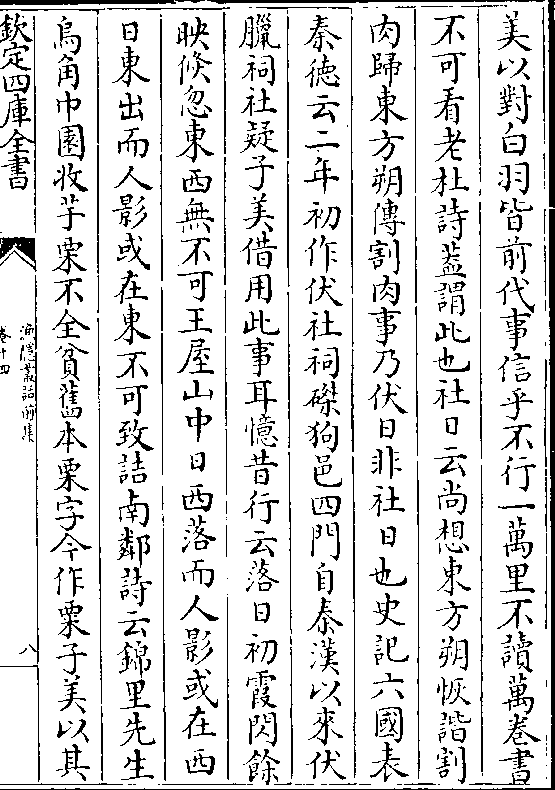 美以對白羽皆前代事信乎不行一萬里不讀萬卷書
不可看老杜詩葢謂此也社日云尚想東方朔恢諧割
肉歸東方朔傳割肉事乃伏日非社日也史記六國表
秦徳云二年初作伏社祠磔狗邑四門自秦漢以來伏
臘祠社疑子美借用此事耳憶昔行云落日初霞閃餘
映倐忽東西無不可王屋山中日西落而人影或在西
日東出而人影或在東不可致詰南鄰詩云錦里先生
烏角巾園收芋栗不全貧舊本栗字今作粟子美以其
欽定四庫全書
漁隱叢話前集
卷十四
八